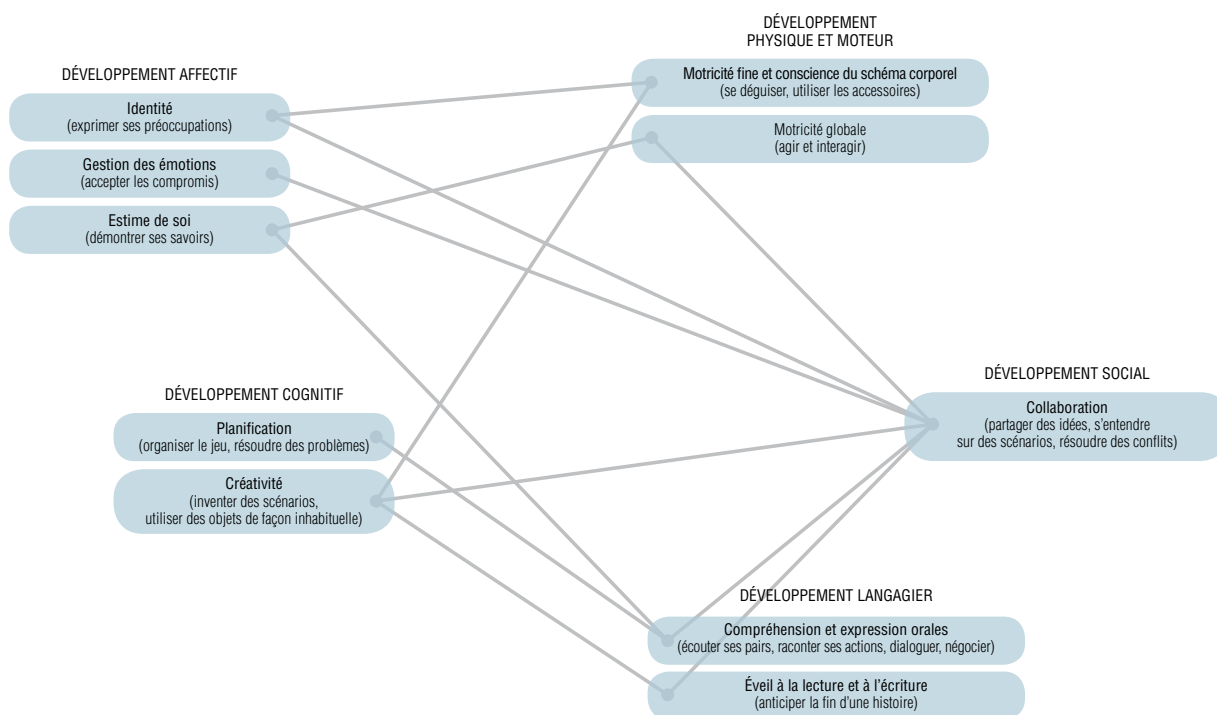 DÉVELOPPEMENT AFFECTIF
Identité
(exprimer ses préoccupations)
Gestion des émotions
(accepter les compromis)
Estime de soi
(démontrer ses savoirs)
DÉVELOPPEMENT
PHYSIQUE ET MOTEUR
Motricité fine et conscience du schéma corporel
(se déguiser, utiliser les accessoires)
Motricité globale
(agir et interagir)
DÉVELOPPEMENT COGNITIF
Planification
(organiser le jeu, résoudre des problèmes)
Créativité
(inventer des scénarios,
utiliser des objets de façon inhabituelle)
DÉVELOPPEMENT SOCIAL
Collaboration
(partager des idées, s'entendre
sur des scénarios, résoudre des conflits)
DÉVELOPPEMENT LANGAGIER
Compréhension et expression orales
(écouter ses pairs, raconter ses actions, dialoguer, négocier)
Éveil à la lecture et à l'écriture
(anticiper la fin d'une histoire)